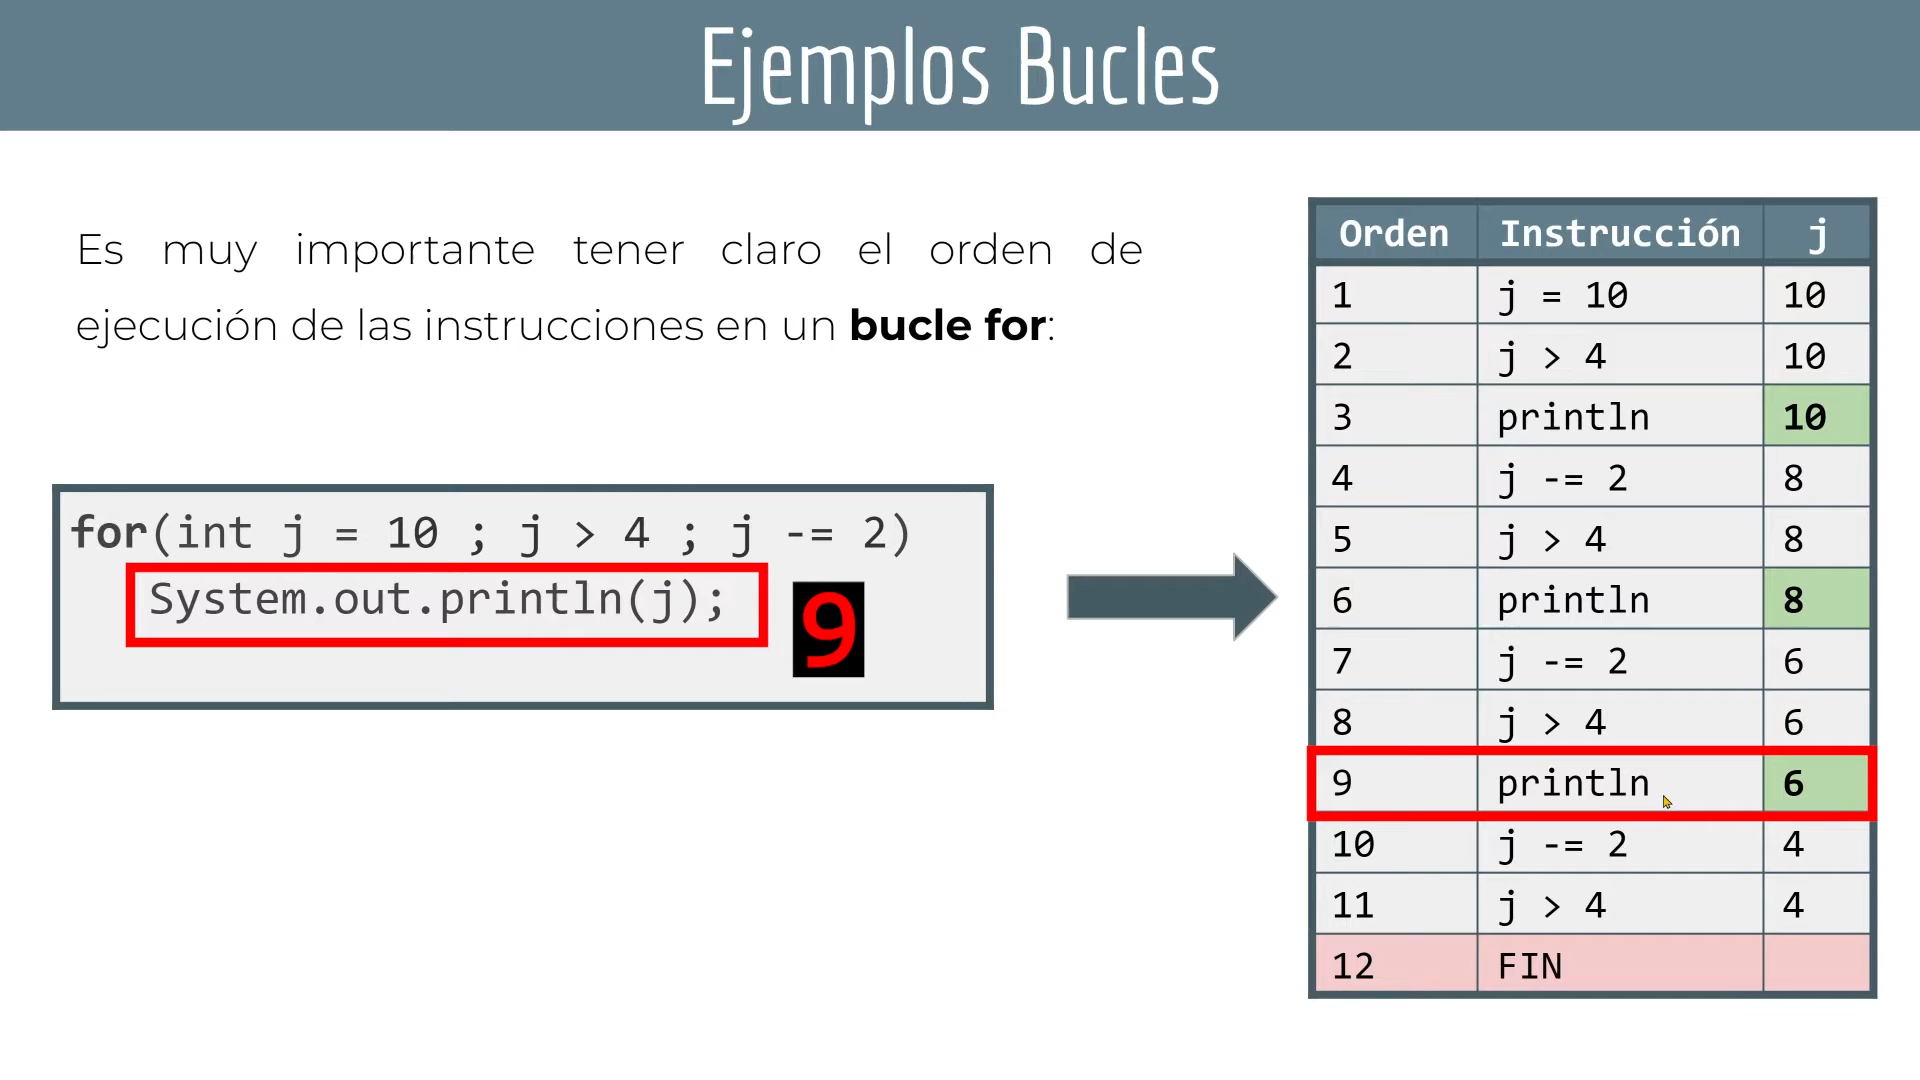 Ejemplos Bucles
Es muy importante tener claro el orden de
ejecución de las instrucciones en un bucle for:
for(int j = 10 ; j > 4 ; j -= 2)
System.out.println(j);
9
Orden Instrucción j
1 j = 10 10
2 j > 4 10
3 println 10
4 j -= 2 8
5 j > 4 8
6 println 8
7 j -= 2 6
8 j > 4 6
9 println 6
10 j -= 2 4
11 j > 4 4
12 FIN